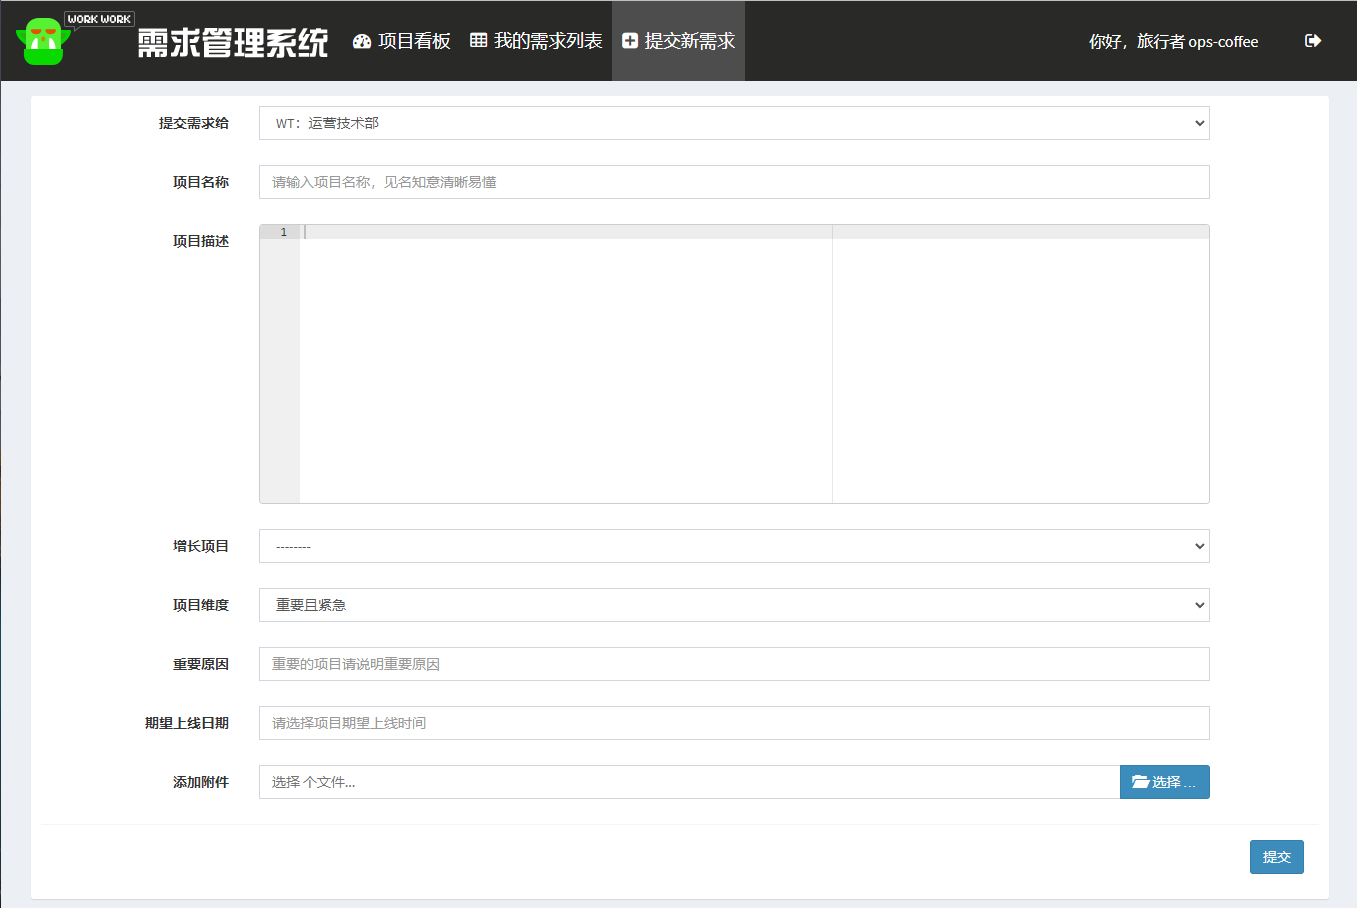 WORK WORK
需求管理系统 项目看板 我的需求列表 提交新需求 你好，旅行者 ops-coffee
提交需求给 WT：运营技术部
项目名称 请输入项目名称，见名知意清晰易懂
项目描述 1
增长项目 --------
项目维度 重要且紧急
重要原因 重要的项目请说明重要原因
期望上线日期 请选择项目期望上线时间
添加附件 选择 个文件... 选择 ...
提交